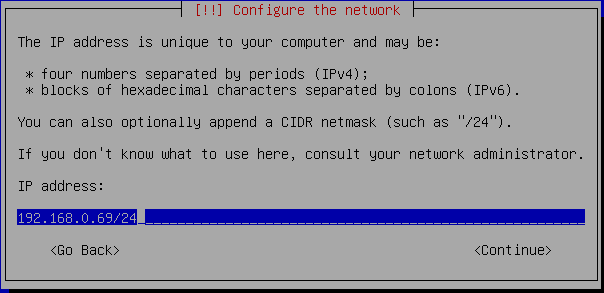 [!!] Configure the network
The IP address is unique to your computer and may be:
* four numbers separated by periods (IPv4);
* blocks of hexadecimal characters separated by colons (IPv6).
You can also optionally append a CIDR netmask (such as "/24").
If you don't know what to use here, consult your network administrator.
IP address:
192.168.0.69/24
<Go Back> <Continue>